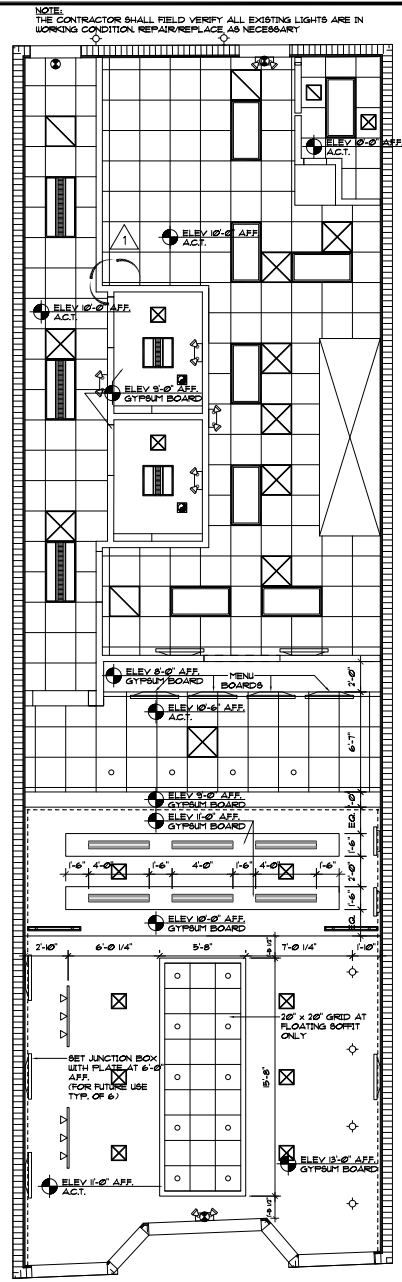 NOTE:
THE CONTRACTOR SHALL FIELD VERIFY ALL EXISTING LIGHTS ARE IN
WORKING CONDITION. REPAIR/REPLACE AS NECESSARY
ELEV 10'-0" AFF.
A.C.T.
1
ELEV 10'-0" AFF.
A.C.T.
ELEV 10'-0" AFF.
A.C.T.
ELEV 9'-0" AFF.
GYPSUM BOARD
ELEV 8'-0" AFF.
GYPSUM BOARD
MENU
BOARDS
2'-0"
ELEV 10'-6" AFF.
A.C.T.
6'-7"
ELEV 9'-0" AFF.
GYPSUM BOARD
1'-0"
ELEV 11'-0" AFF.
GYPSUM BOARD
EQ.
1'-6"
1'-6" 4'-0" 1'-6" 4'-0" 1'-6" 4'-0" 1'-6"
2'-0"
1'-6"
ELEV 10'-0" AFF.
GYPSUM BOARD
EQ.
2'-10" 6'-0 1/4" 5'-8" 7'-0 1/4" 1'-10"
20" x 20" GRID AT
FLOATING SOFFIT
ONLY
SET JUNCTION BOX
WITH PLATE AT 6'-0"
AFF.
(FOR FUTURE USE
TYP. OF 6)
15'-8"
ELEV 13'-0" AFF.
GYPSUM BOARD
ELEV 11'-0" AFF.
A.C.T.